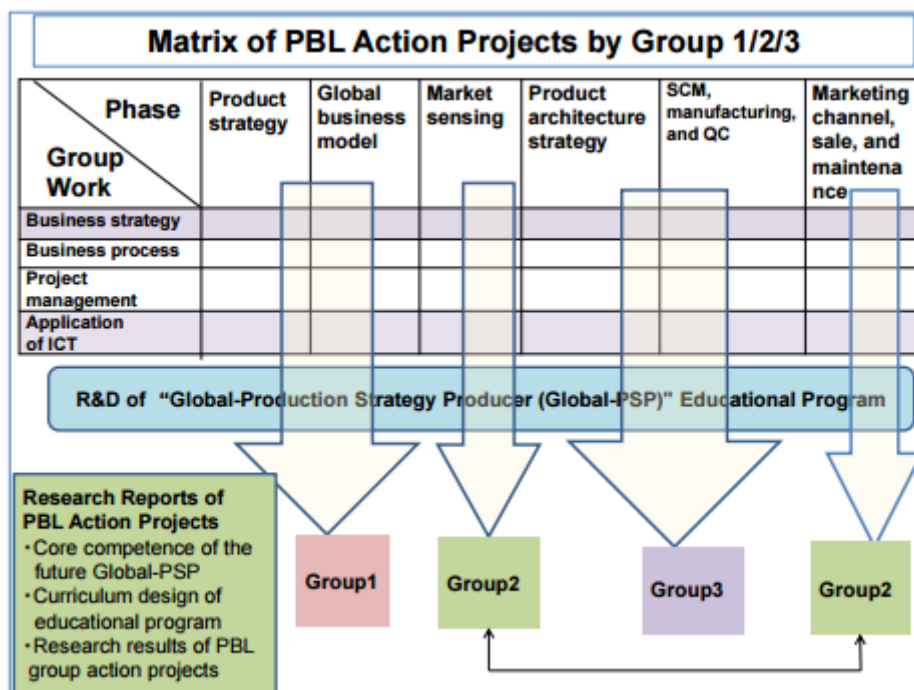 Matrix of PBL Action Projects by Group 1/2/3
Phase
Group
Work
Product
strategy
Global
business
model
Market
sensing
Product
architecture
strategy
SCM,
manufacturing,
and QC
Marketing
channel,
sale, and
maintena
nce
Business strategy
Business process
Project
management
Application
of ICT
R&D of “Global-Production Strategy Producer (Global-PSP)" Educational Program
Research Reports of
PBL Action Projects
・Core competence of the
future Global-PSP
・Curriculum design of
educational program
・Research results of PBL
group action projects
Group1
Group2
Group3
Group2